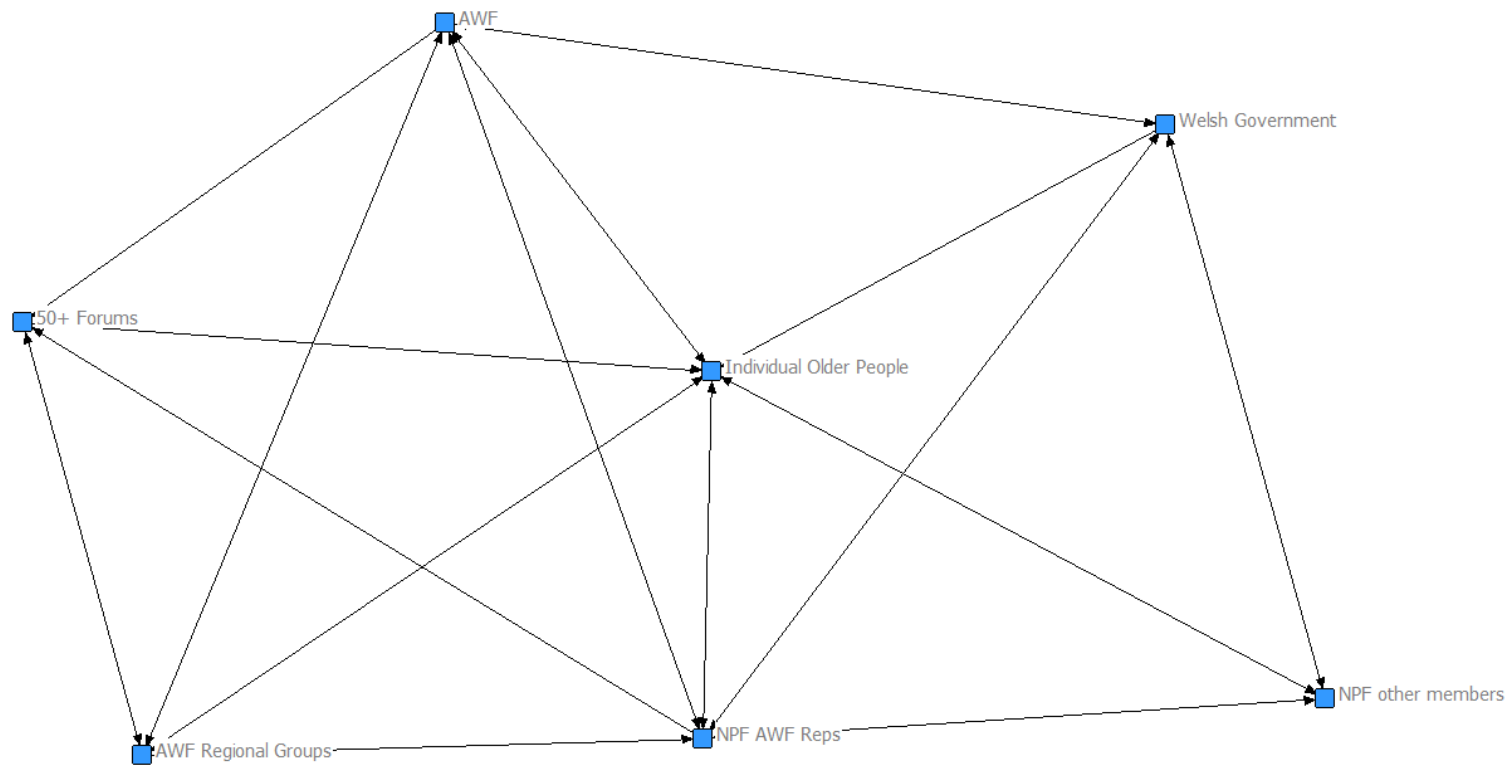 AWF
Welsh Government
50+ Forums
Individual Older People
NPF other members
NPF AWF Reps
AWF Regional Groups